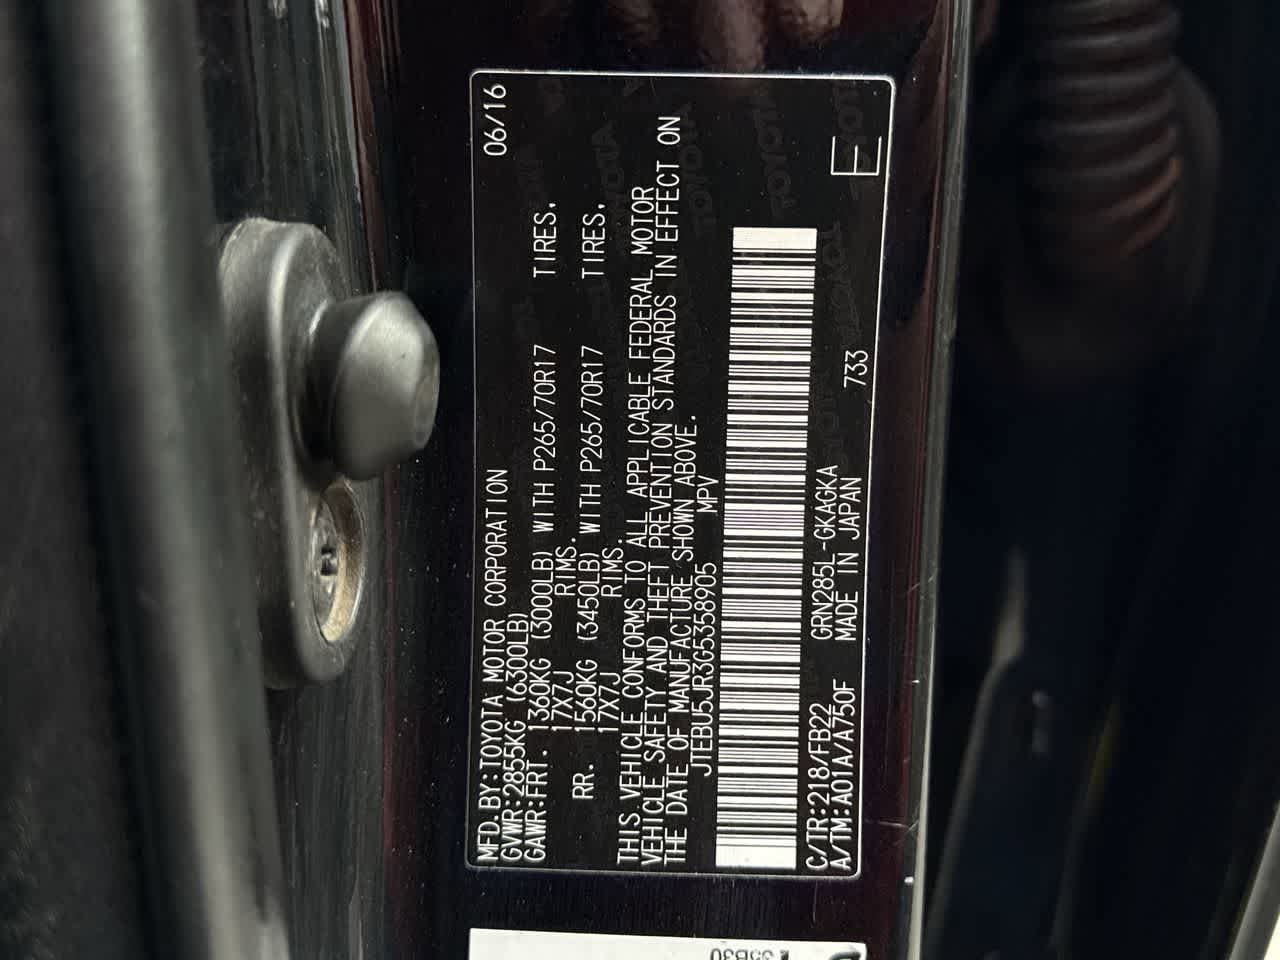 MFD.BY:TOYOTA MOTOR CORPORATION 06/16
GVWR:2855KG (6300LB)
GAWR:FRT. 1360KG (3000LB) WITH P265/70R17 TIRES,
17X7J RIMS.
RR. 1560KG (3450LB) WITH P265/70R17 TIRES,
17X7J RIMS.
THIS VEHICLE CONFORMS TO ALL APPLICABLE FEDERAL MOTOR
VEHICLE SAFETY AND THEFT PREVENTION STANDARDS IN EFFECT ON
THE DATE OF MANUFACTURE SHOWN ABOVE.
JTEBU5JR3G5358905 MPV
C/TR:218/FB22 GRN285L-GKAGKA
A/TM:A01A/A750F MADE IN JAPAN 733